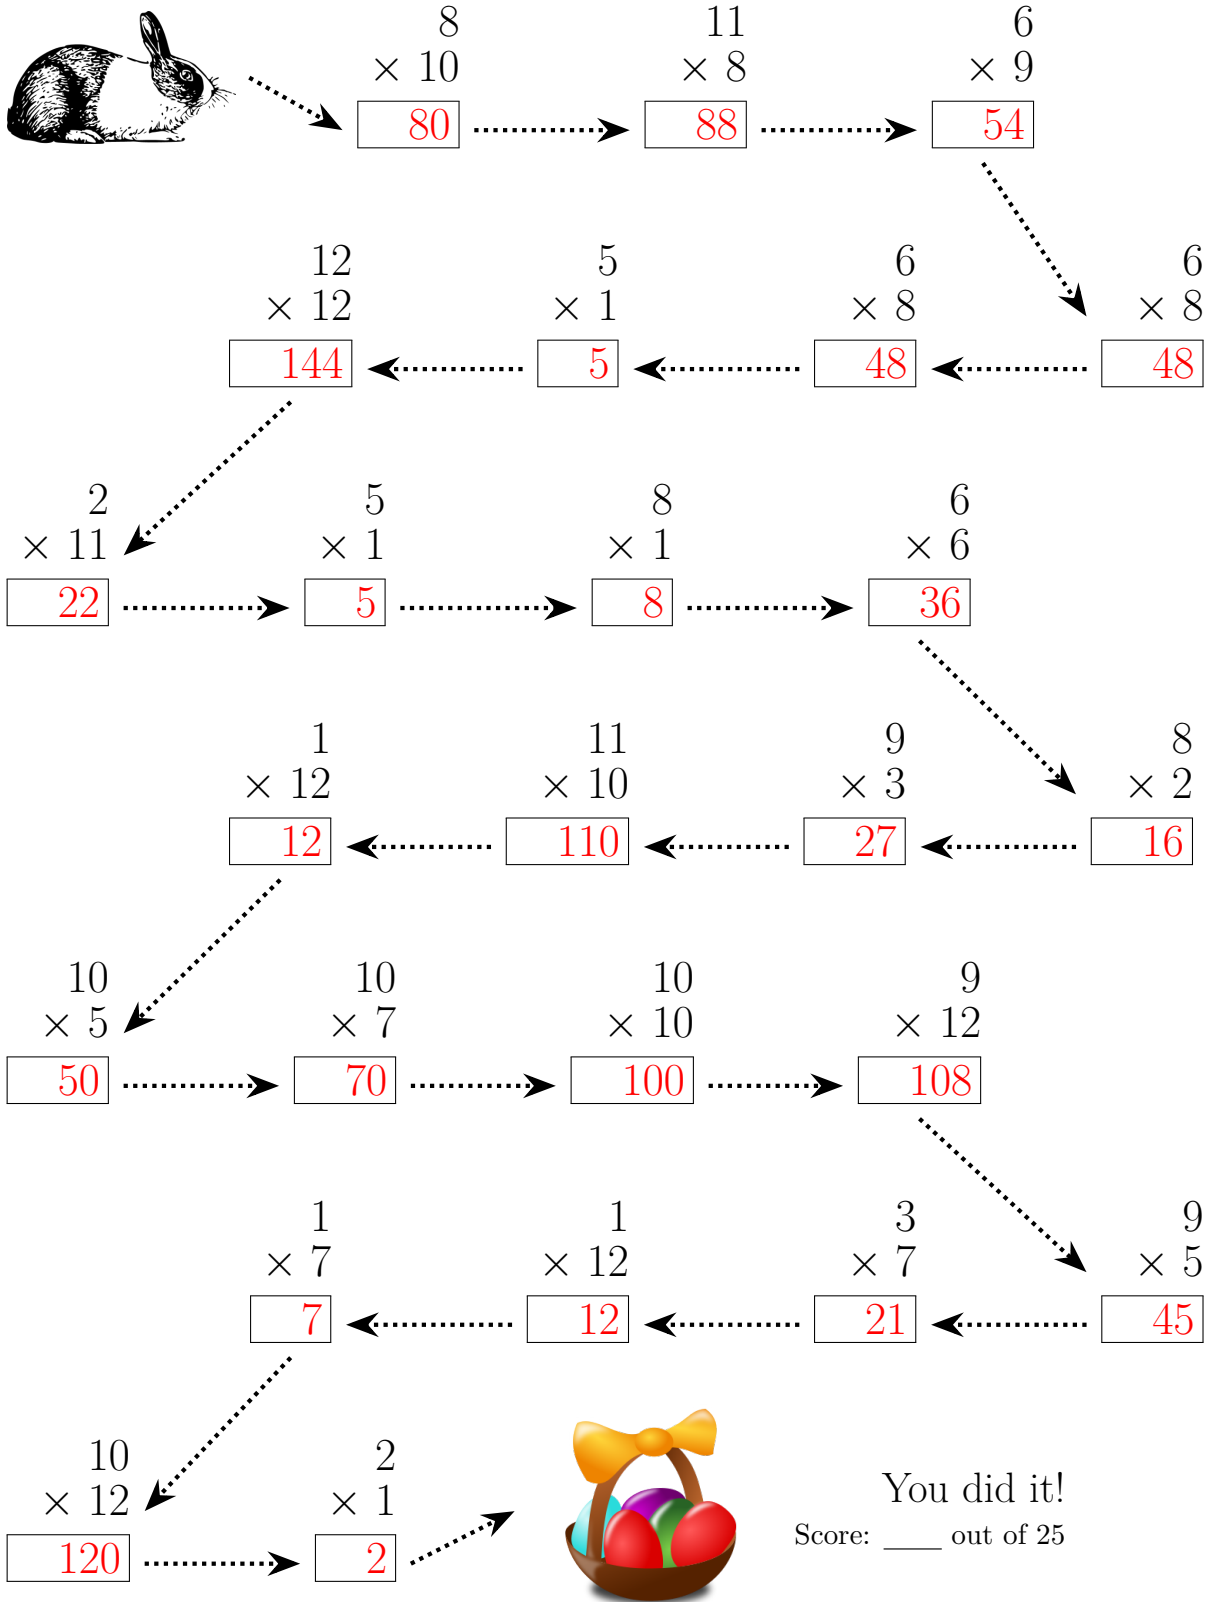 8 11 6
× 10 × 8 × 9
80 88 54
12 5 6 6
× 12 × 1 × 8 × 8
144 5 48 48
2 5 8 6
× 11 × 1 × 1 × 6
22 5 8 36
1 11 9 8
× 12 × 10 × 3 × 2
12 110 27 16
10 10 10 9
× 5 × 7 × 10 × 12
50 70 100 108
1 1 3 9
× 7 × 12 × 7 × 5
7 12 21 45
10 2
× 12 × 1
120 2
You did it!
Score: ____ out of 25